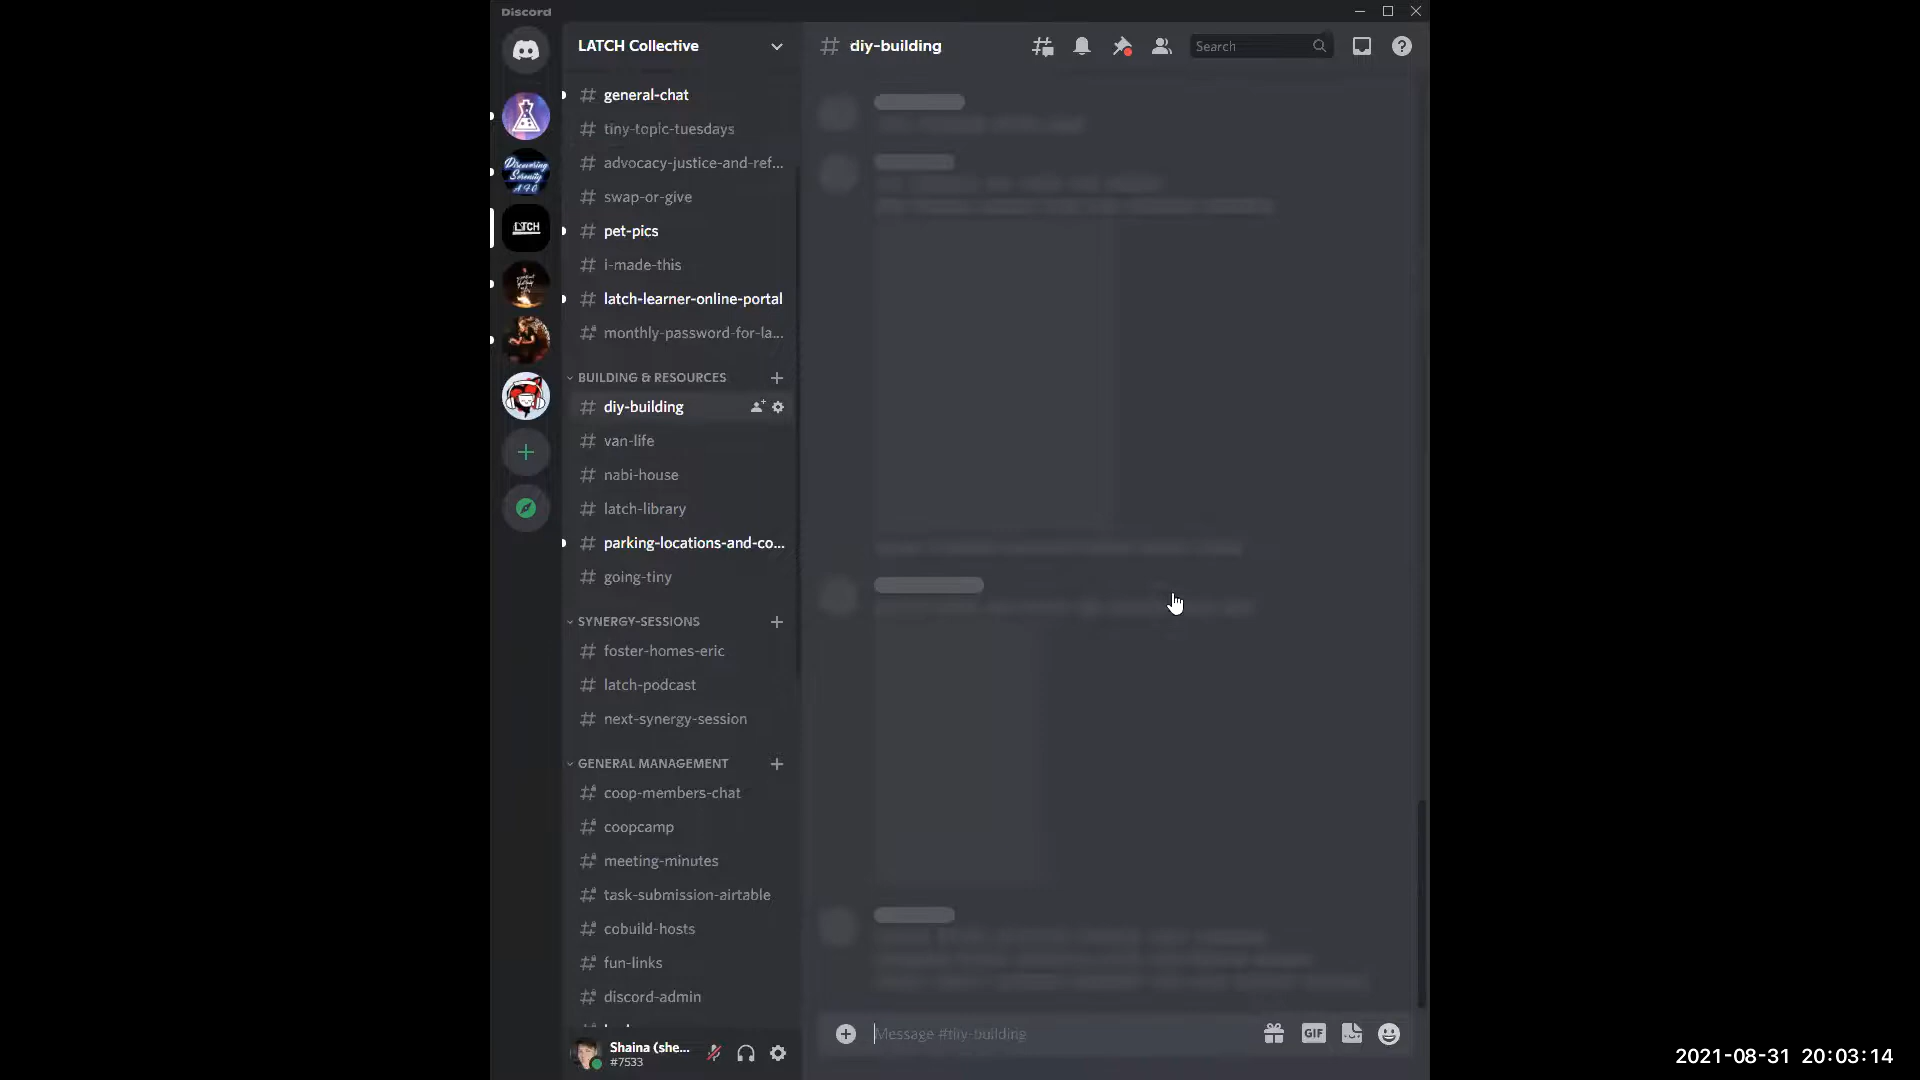 Discord
LATCH Collective
diy-building
Search
general-chat
tiny-topic-tuesdays
advocacy-justice-and-ref...
swap-or-give
pet-pics
i-made-this
latch-learner-online-portal
monthly-password-for-la...
BUILDING & RESOURCES
diy-building
van-life
nabi-house
latch-library
parking-locations-and-co...
going-tiny
SYNERGY-SESSIONS
foster-homes-eric
latch-podcast
next-synergy-session
GENERAL MANAGEMENT
coop-members-chat
coopcamp
meeting-minutes
task-submission-airtable
cobuild-hosts
fun-links
discord-admin
Discovering
Serenity
LATCH
Message #diy-building
GIF
Shaina (she...
#7533
2021-08-31 20:03:14